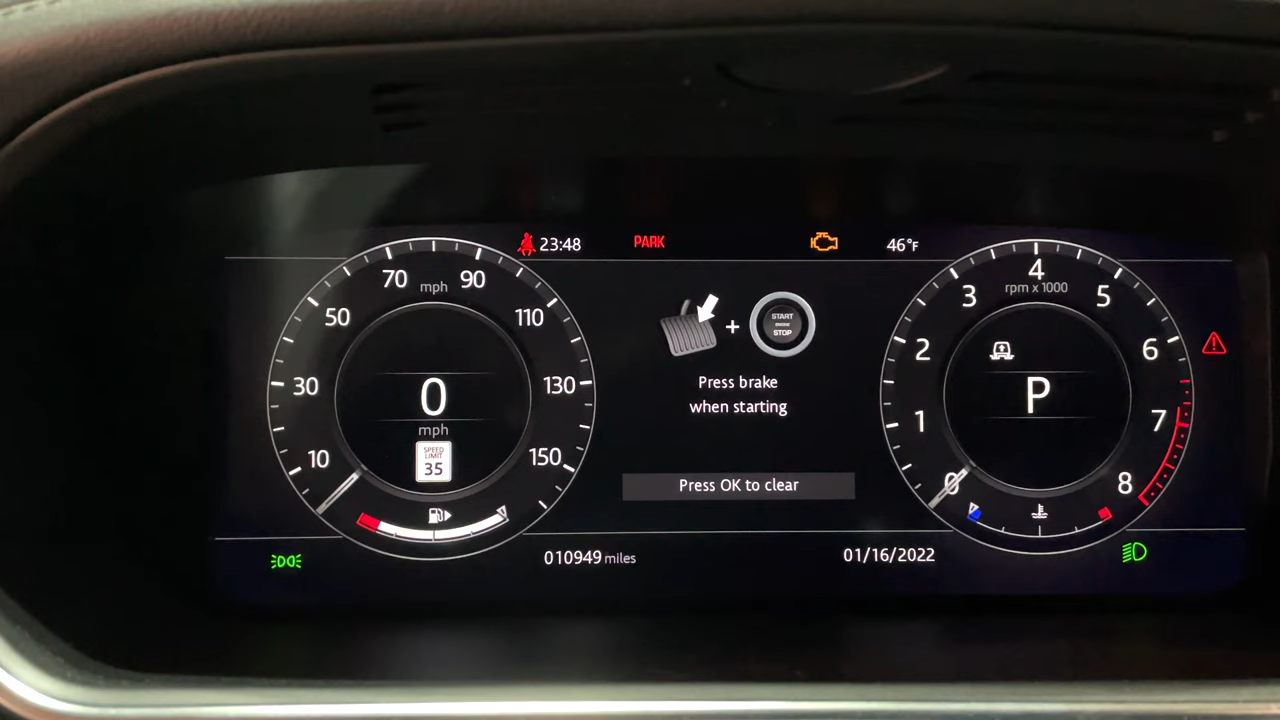 23:48
PARK
46°F
70 mph 90
50
110
30
130
10
150
0
mph
SPEED
LIMIT
35
START
ENGINE
STOP
+
Press brake
when starting
Press OK to clear
4
rpm x 1000
3
5
2
6
1
7
0
8
P
010949 miles
01/16/2022